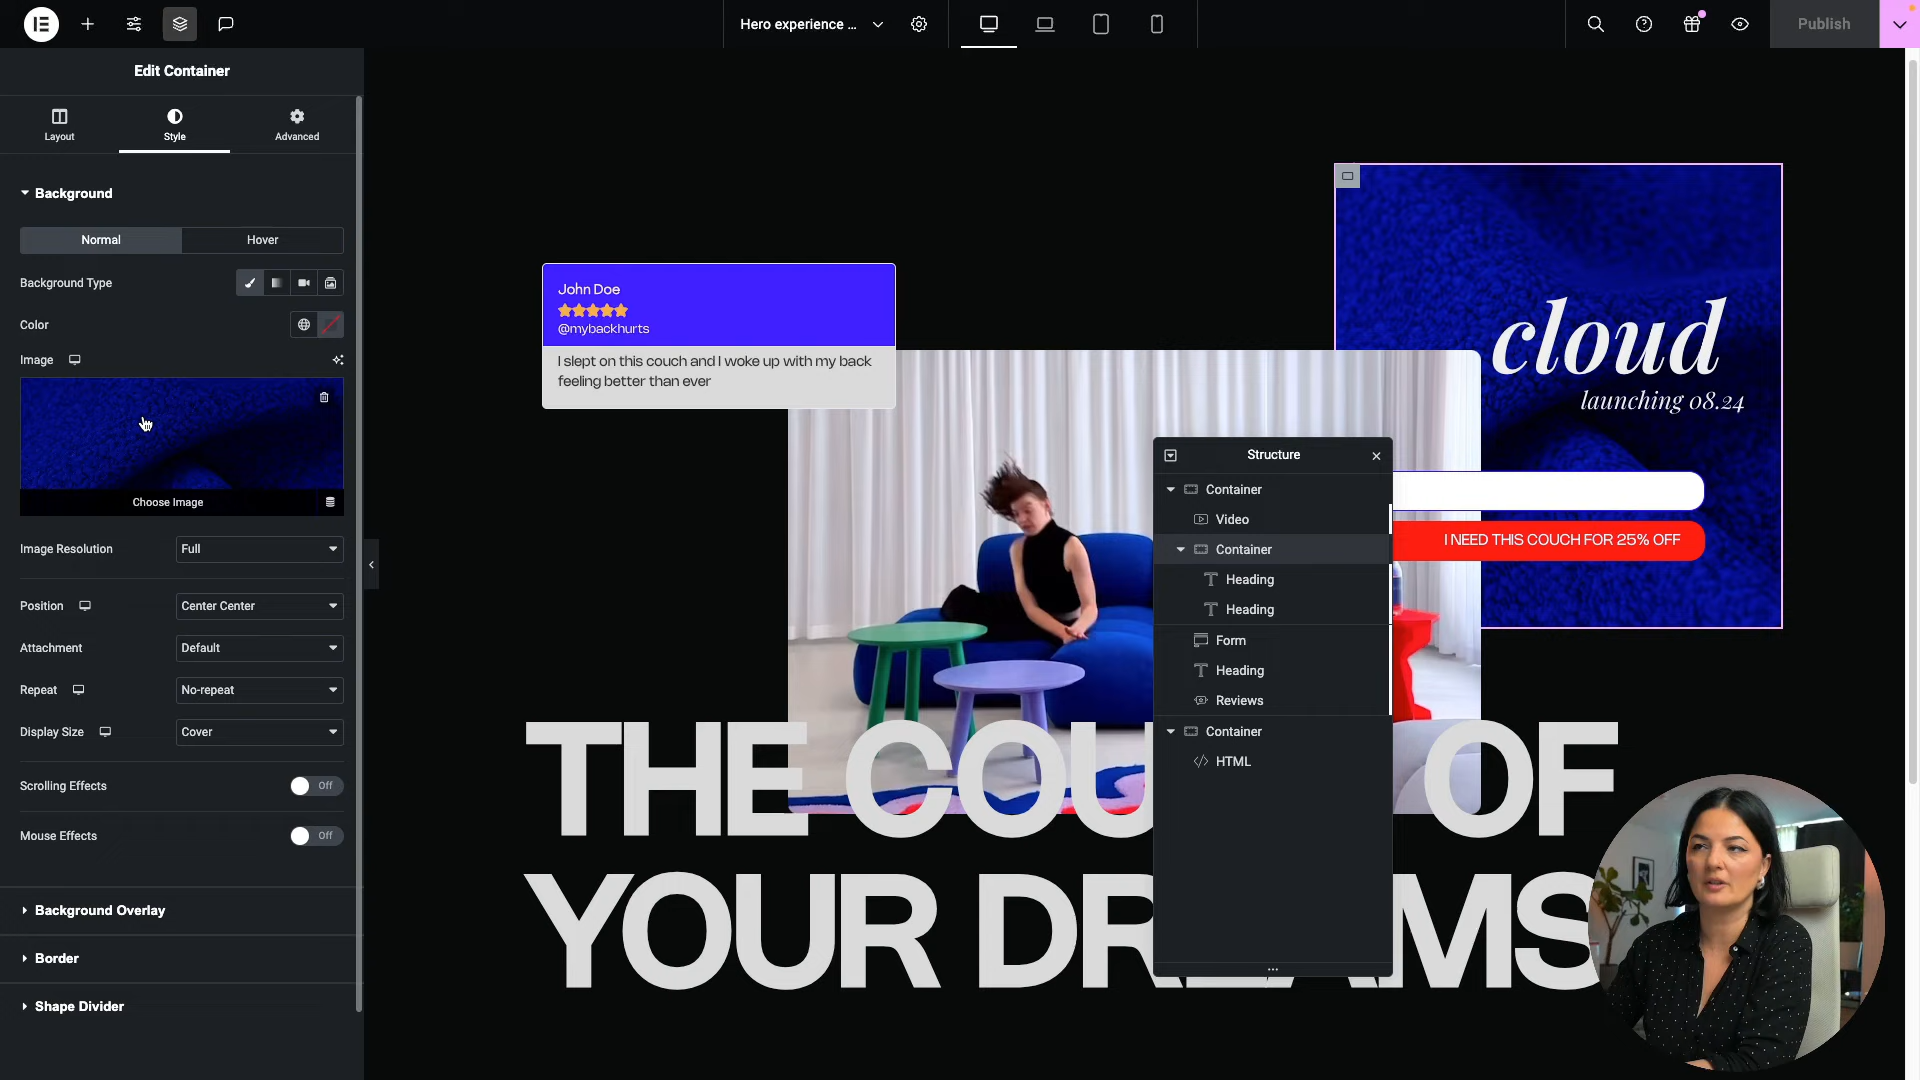 Hero experience ...
Publish
Edit Container
Layout
Style
Advanced
Background
Normal
Hover
Background Type
Color
Image
Choose Image
Image Resolution
Full
Position
Center Center
Attachment
Default
Repeat
No-repeat
Display Size
Cover
Scrolling Effects
Off
Mouse Effects
Off
Background Overlay
Border
Shape Divider
John Doe
@mybackhurts
I slept on this couch and I woke up with my back
feeling better than ever
cloud
launching 08.24
I NEED THIS COUCH FOR 25% OFF
Structure
Container
Video
Container
Heading
Heading
Form
Heading
Reviews
Container
HTML
THE COU OF
YOUR DREAMS